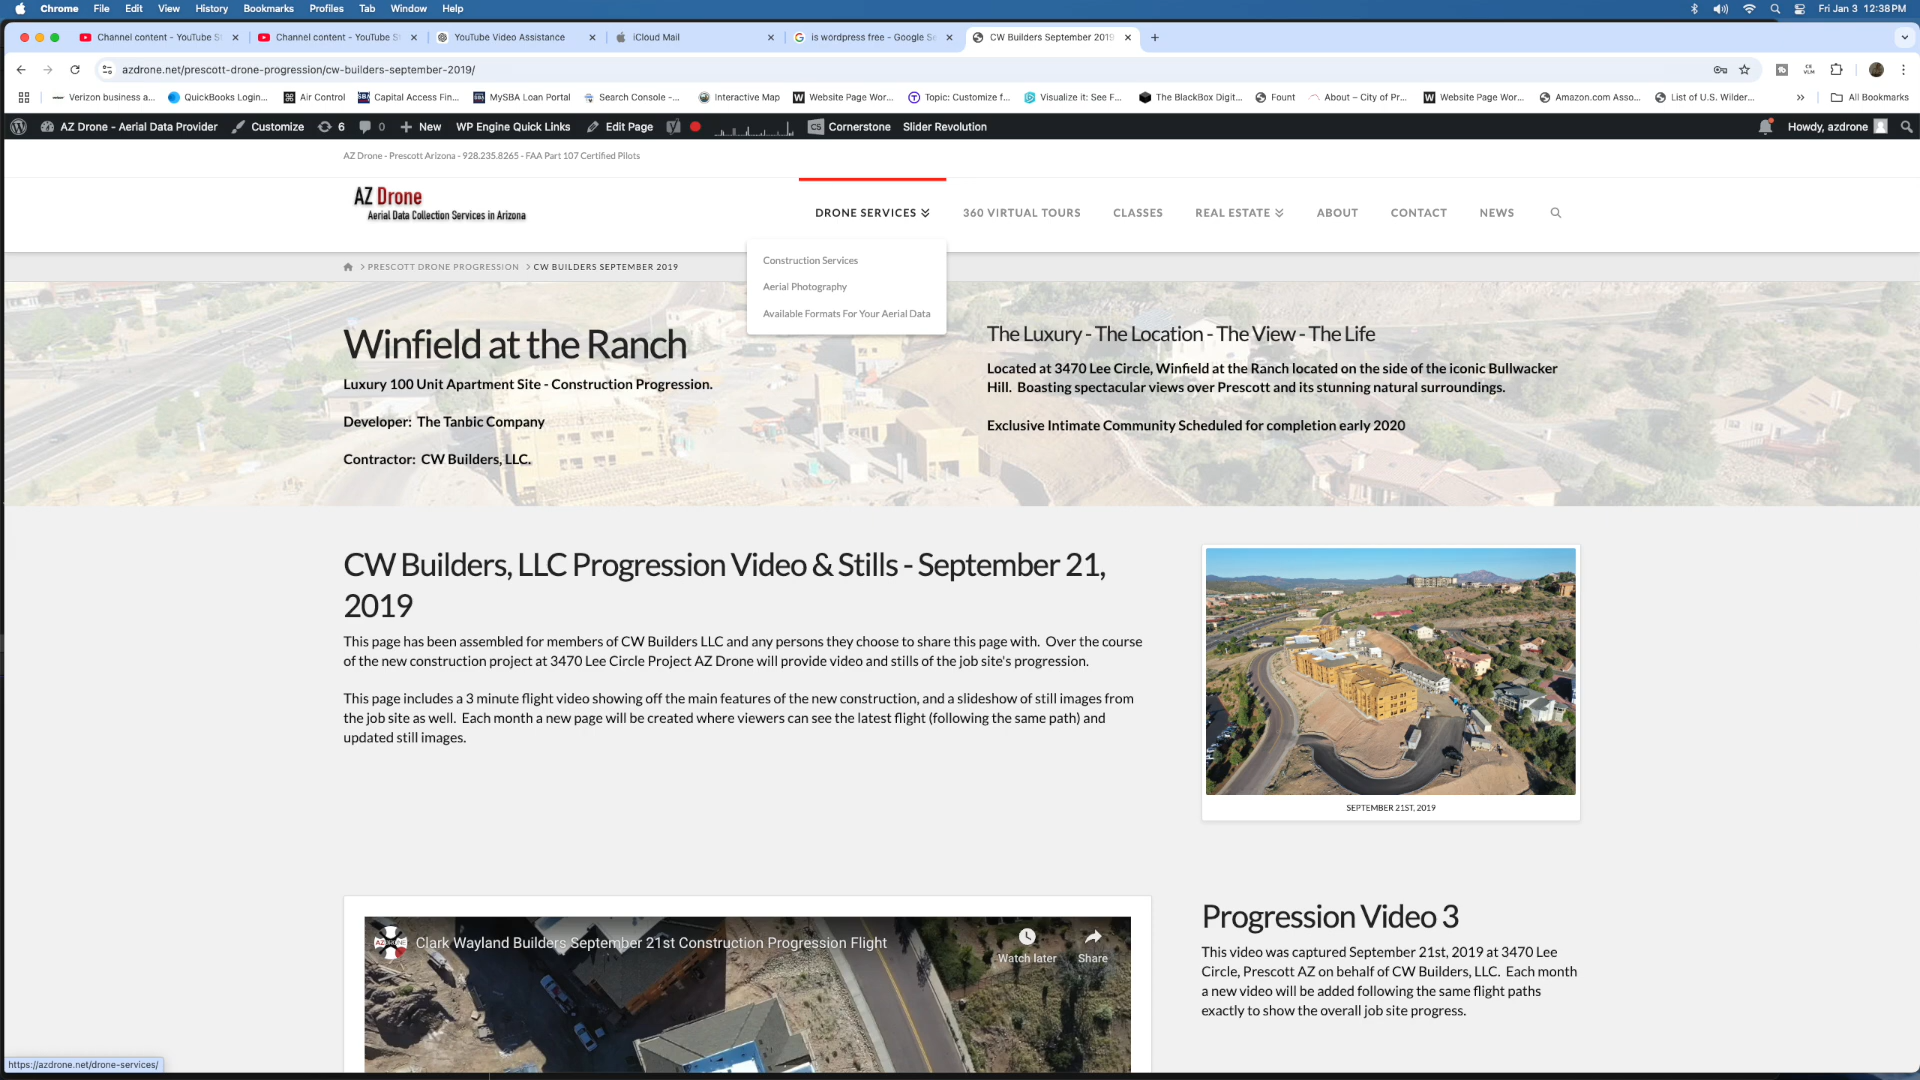 Chrome File Edit View History Bookmarks Profiles Tab Window Help Fri Jan 3 12:38PM
Channel content - YouTube S Channel content - YouTube S YouTube Video Assistance iCloud Mail is wordpress free - Google Se CW Builders September 2019
azdrone.net/prescott-drone-progression/cw-builders-september-2019/
Verizon business a... QuickBooks Login... Air Control Capital Access Fin... MySBA Loan Portal Search Console -... Interactive Map Website Page Wor... Topic: Customize f... Visualize it: See F... The BlackBox Digit... Fount About – City of Pr... Website Page Wor... Amazon.com Asso... List of U.S. Wilder... All Bookmarks
AZ Drone - Aerial Data Provider Customize 6 0 New WP Engine Quick Links Edit Page CS Cornerstone Slider Revolution Howdy, azdrone
AZ Drone - Prescott Arizona - 928.235.8265 - FAA Part 107 Certified Pilots
AZ Drone
Aerial Data Collection Services in Arizona
DRONE SERVICES 360 VIRTUAL TOURS CLASSES REAL ESTATE ABOUT CONTACT NEWS
Construction Services
Aerial Photography
Available Formats For Your Aerial Data
PRESCOTT DRONE PROGRESSION CW BUILDERS SEPTEMBER 2019
Winfield at the Ranch
Luxury 100 Unit Apartment Site - Construction Progression.
Developer: The Tanbic Company
Contractor: CW Builders, LLC.
The Luxury - The Location - The View - The Life
Located at 3470 Lee Circle, Winfield at the Ranch located on the side of the iconic Bullwacker
Hill. Boasting spectacular views over Prescott and its stunning natural surroundings.
Exclusive Intimate Community Scheduled for completion early 2020
CW Builders, LLC Progression Video & Stills - September 21,
2019
This page has been assembled for members of CW Builders LLC and any persons they choose to share this page with. Over the course
of the new construction project at 3470 Lee Circle Project AZ Drone will provide video and stills of the job site's progression.
This page includes a 3 minute flight video showing off the main features of the new construction, and a slideshow of still images from
the job site as well. Each month a new page will be created where viewers can see the latest flight (following the same path) and
updated still images.
SEPTEMBER 21ST, 2019
Clark Wayland Builders September 21st Construction Progression Flight
Watch later Share
Progression Video 3
This video was captured September 21st, 2019 at 3470 Lee
Circle, Prescott AZ on behalf of CW Builders, LLC. Each month
a new video will be added following the same flight paths
exactly to show the overall job site progress.
https://azdrone.net/drone-services/